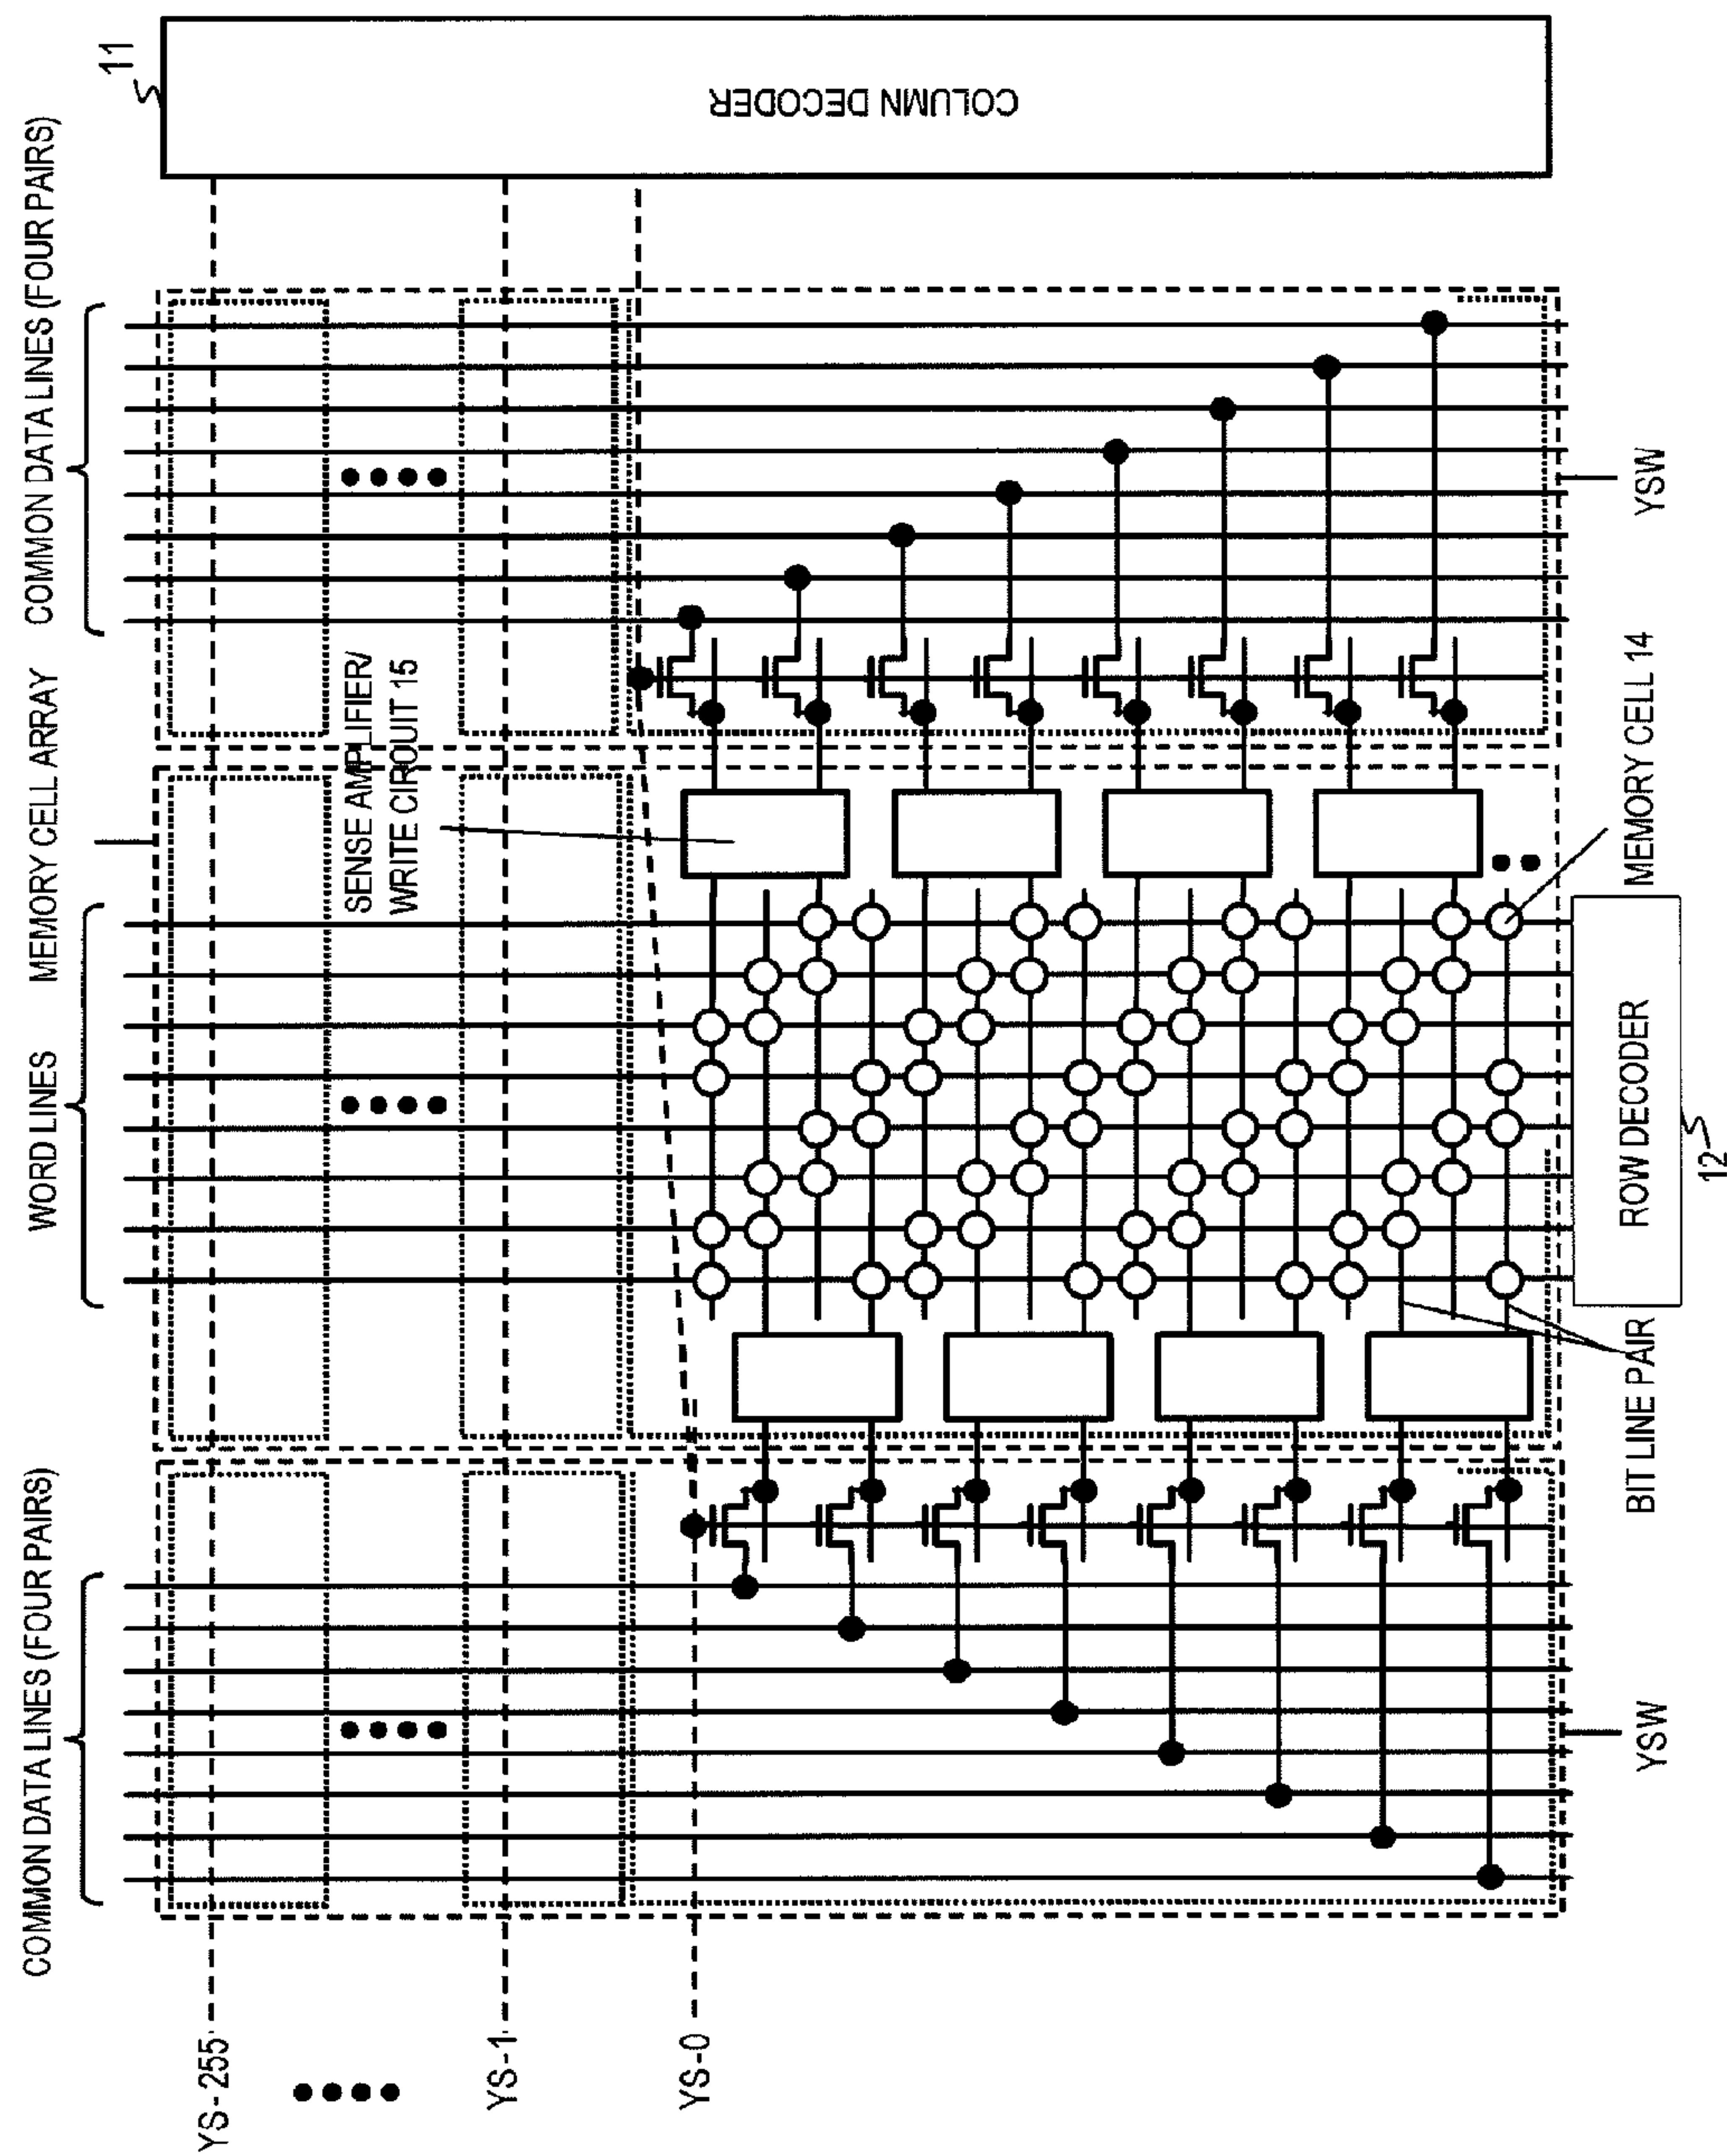 COMMON DATA LINES (FOUR PAIRS)
WORD LINES
MEMORY CELL ARRAY
COMMON DATA LINES (FOUR PAIRS)
11
YS-255
SENSE AMPLIFIER/
WRITE CIROUIT 15
YS-1
YS-0
COLUMN DECODER
YSW
BIT LINE PAIR
MEMORY CELL 14
YSW
ROW DECODER
12